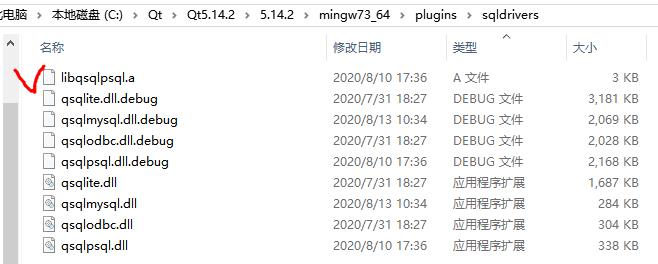 此电脑 › 本地磁盘 (C:) › Qt › Qt5.14.2 › 5.14.2 › mingw73_64 › plugins › sqldrivers
名称 修改日期 类型 大小
libqsqlpsql.a 2020/8/10 17:36 A 文件 3 KB
qsqlite.dll.debug 2020/7/31 18:27 DEBUG 文件 3,181 KB
qsqlmysql.dll.debug 2020/8/13 10:34 DEBUG 文件 2,069 KB
qsqlodbc.dll.debug 2020/7/31 18:27 DEBUG 文件 2,028 KB
qsqlpsql.dll.debug 2020/8/10 17:36 DEBUG 文件 2,168 KB
qsqlite.dll 2020/7/31 18:27 应用程序扩展 1,687 KB
qsqlmysql.dll 2020/8/13 10:34 应用程序扩展 284 KB
qsqlodbc.dll 2020/7/31 18:27 应用程序扩展 304 KB
qsqlpsql.dll 2020/8/10 17:36 应用程序扩展 338 KB